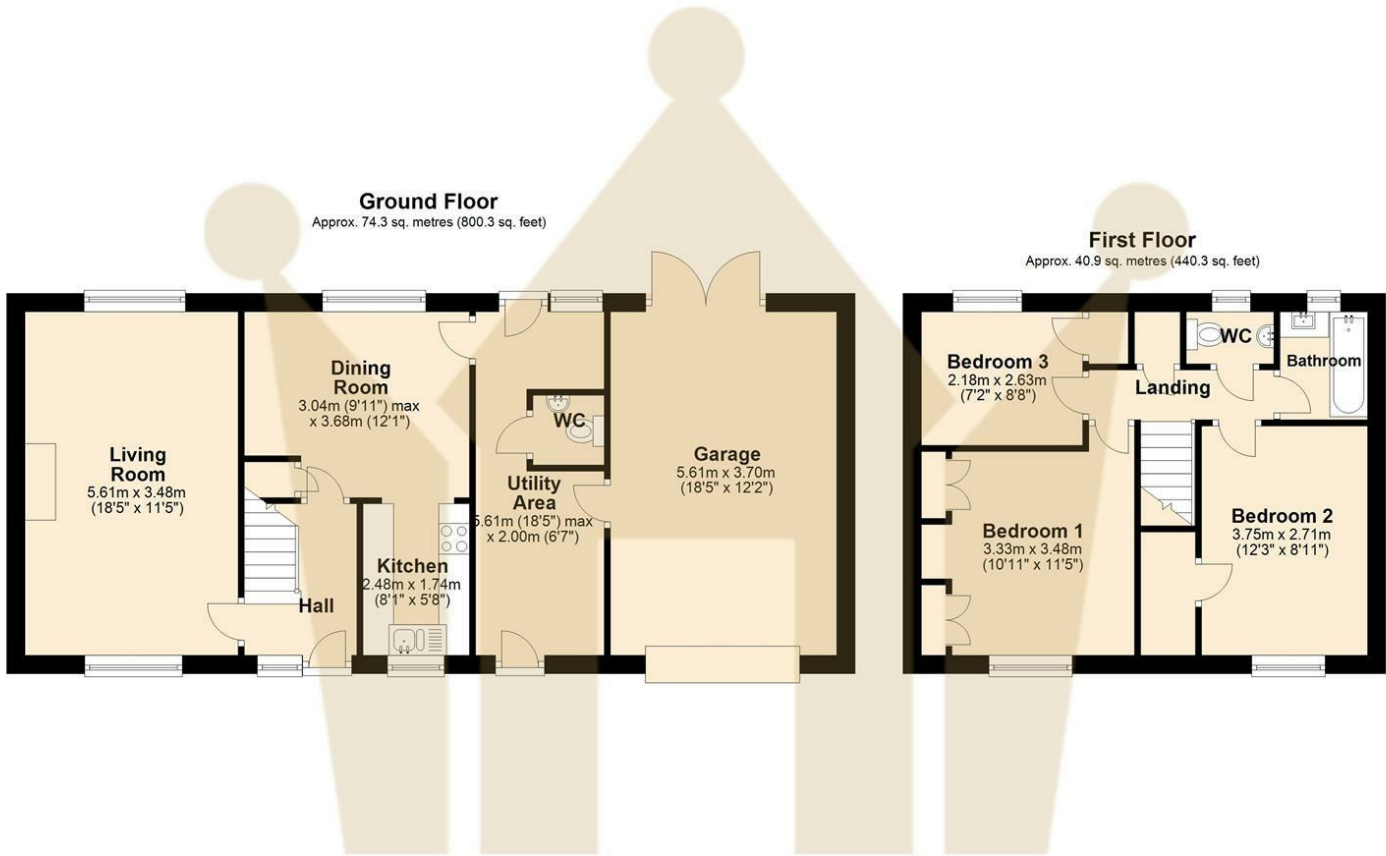 Ground Floor
Approx. 74.3 sq. metres (800.3 sq. feet)
Living
Room
5.61m x 3.48m
(18'5" x 11'5")
Dining
Room
3.04m (9'11") max
x 3.68m (12'1")
Hall
Kitchen
2.48m x 1.74m
(8'1" x 5'8")
WC
Utility
Area
5.61m (18'5") max
x 2.00m (6'7")
Garage
5.61m x 3.70m
(18'5" x 12'2")
First Floor
Approx. 40.9 sq. metres (440.3 sq. feet)
Bedroom 3
2.18m x 2.63m
(7'2" x 8'8")
Landing
WC
Bathroom
Bedroom 1
3.33m x 3.48m
(10'11" x 11'5")
Bedroom 2
3.75m x 2.71m
(12'3" x 8'11")